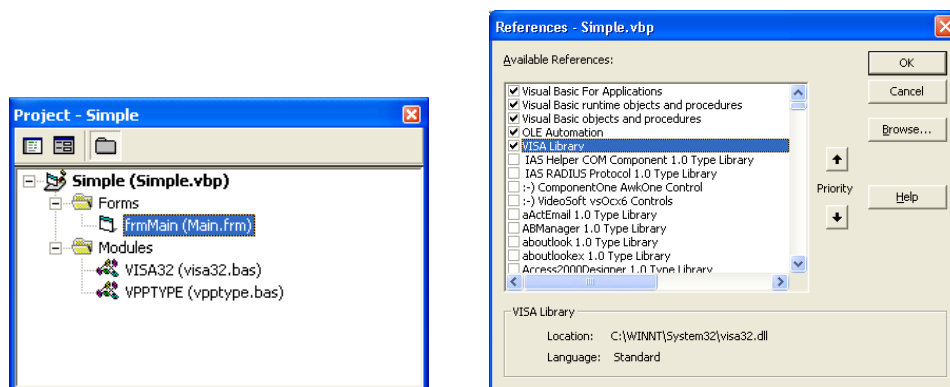 Project - Simple
Simple (Simple.vbp)
Forms
frmMain (Main.frm)
Modules
VISA32 (visa32.bas)
VPPTYPE (vpptype.bas)
References - Simple.vbp
Available References:
Visual Basic For Applications
Visual Basic runtime objects and procedures
Visual Basic objects and procedures
OLE Automation
VISA Library
IAS Helper COM Component 1.0 Type Library
IAS RADIUS Protocol 1.0 Type Library
:-) ComponentOne AwkOne Control
:-) VideoSoft vsOcx6 Controls
aActEmail 1.0 Type Library
ABManager 1.0 Type Library
aboutlook 1.0 Type Library
aboutlookex 1.0 Type Library
Access2000Designer 1.0 Type Library
OK
Cancel
Browse...
Priority
Help
VISA Library
Location: C:\WINNT\System32\visa32.dll
Language: Standard